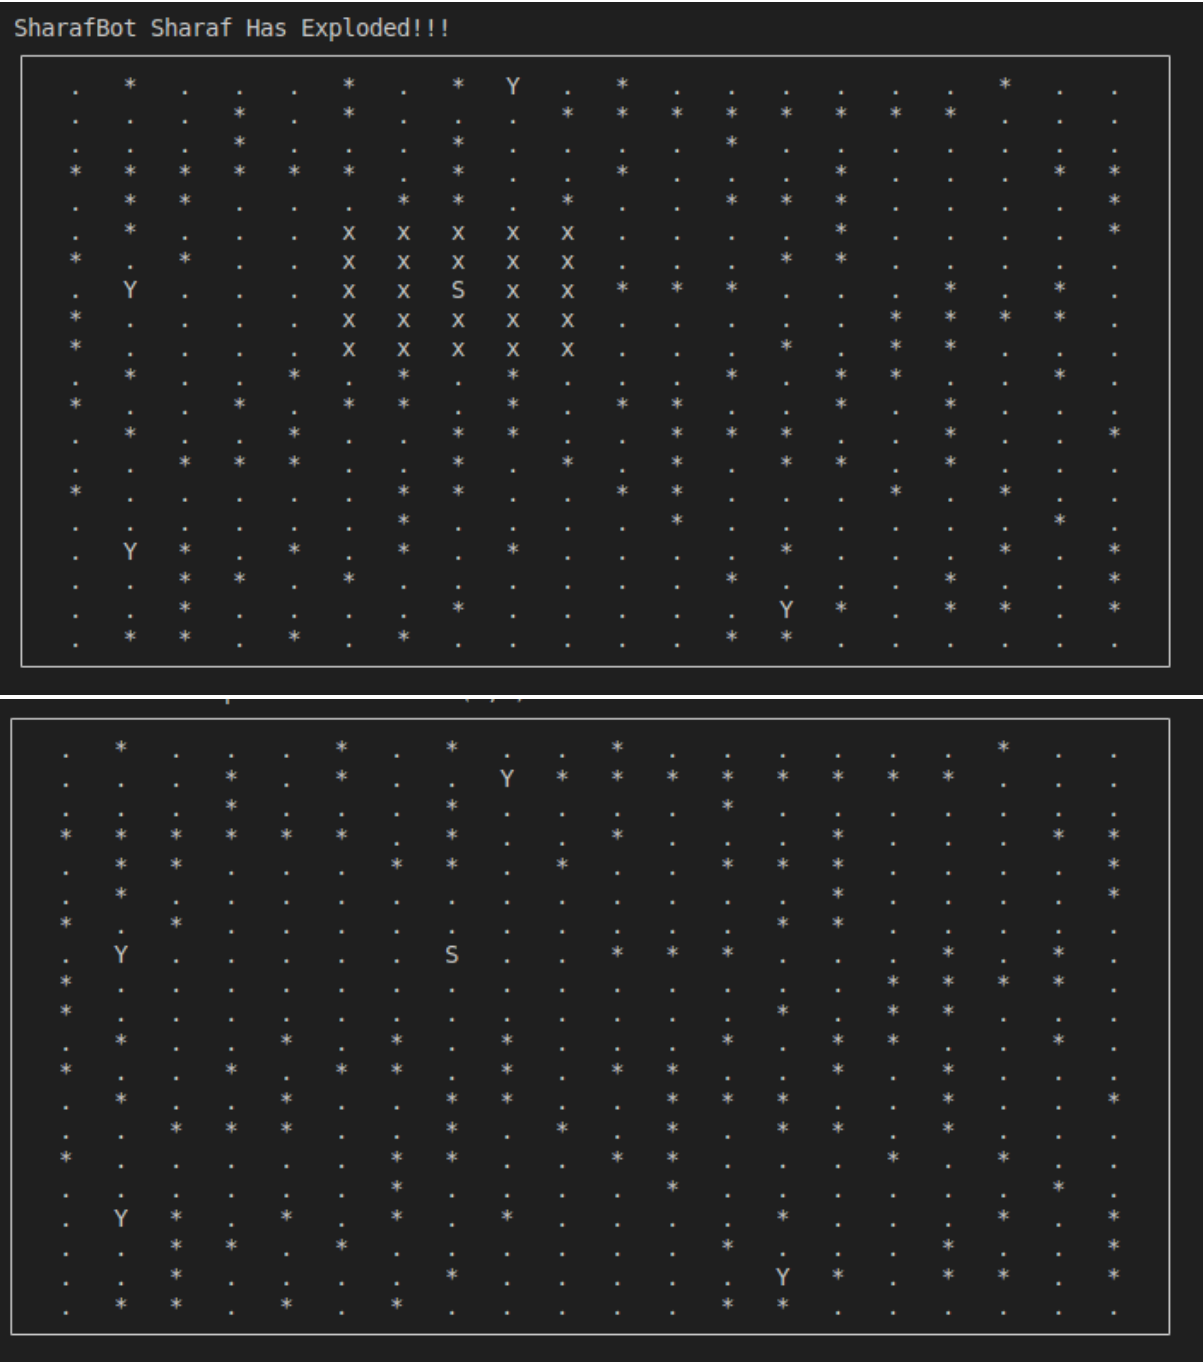 SharafBot Sharaf Has Exploded!!!
. * . . . * . * Y . * . . . . . . * . .
. . . * . * . . . * * * * * * * * . . .
. . . * . . . * . . . . * . . . . . . .
* * * * * * . * . . * . . . * . . . * *
. * * . . . * * . * . . * * * . . . . *
. * . . . x x x x x . . . . * . . . . *
* . * . . x x x x x . . . * * . . . . .
. Y . . . x x S x x * * * . . . * . * .
* . . . . x x x x x . . . . . * * * * .
* . . . . x x x x x . . . * . * * . . .
. * . . * . * . * . . . * . * * . . * .
* . . * . * * . * . * * . . * . * . . .
. * . . * . . * * . . * * * . . * . . *
. . * * * . . * . * . * . * * . * . . .
* . . . . . * * . . * * . . . * . * . .
. . . . . . * . . . . * . . . . . . * .
. Y * . * . * . * . . . . * . . . * . *
. . * * . * . . . . . . * . . . * . . *
. . * . . . . * . . . . . Y * . * * . *
. * * . * . * . . . . . * * . . . . . .
. * . . . * . * . . * . . . . . . * . .
. . . * . * . . Y * * * * * * * * . . .
. . . * . . . * . . . . * . . . . . . .
* * * * * * . * . . * . . . * . . . * *
. * * . . . * * . * . . * * * . . . . *
. * . . . . . . . . . . . . * . . . . *
* . * . . . . . . . . . . * * . . . . .
. Y . . . . . S . . * * * . . . * . * .
* . . . . . . . . . . . . . . * * * * .
* . . . . . . . . . . . . * . * * . . .
. * . . * . * . * . . . * . * * . . * .
* . . * . * * . * . * * . . * . * . . .
. * . . * . . * * . . * * * . . * . . *
. . * * * . . * . * . * . * * . * . . .
* . . . . . * * . . * * . . . * . * . .
. . . . . . * . . . . * . . . . . . * .
. Y * . * . * . * . . . . * . . . * . *
. . * * . * . . . . . . * . . . * . . *
. . * . . . . * . . . . . Y * . * * . *
. * * . * . * . . . . . * * . . . . . .